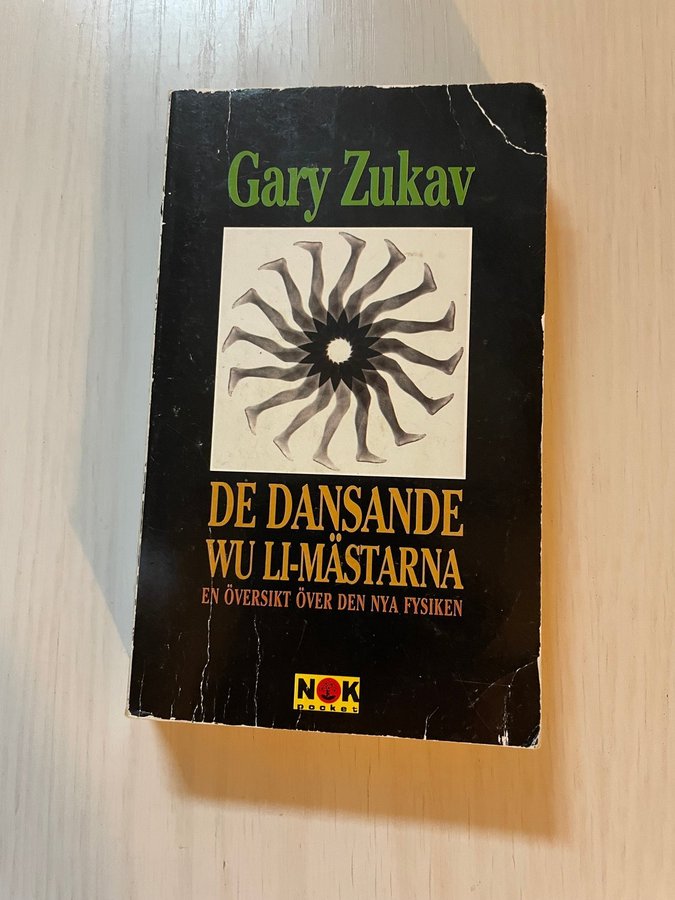 Gary Zukav
DE DANSANDE
WU LI-MÄSTARNA
EN ÖVERSIKT ÖVER DEN NYA FYSIKEN
NOK
pocket